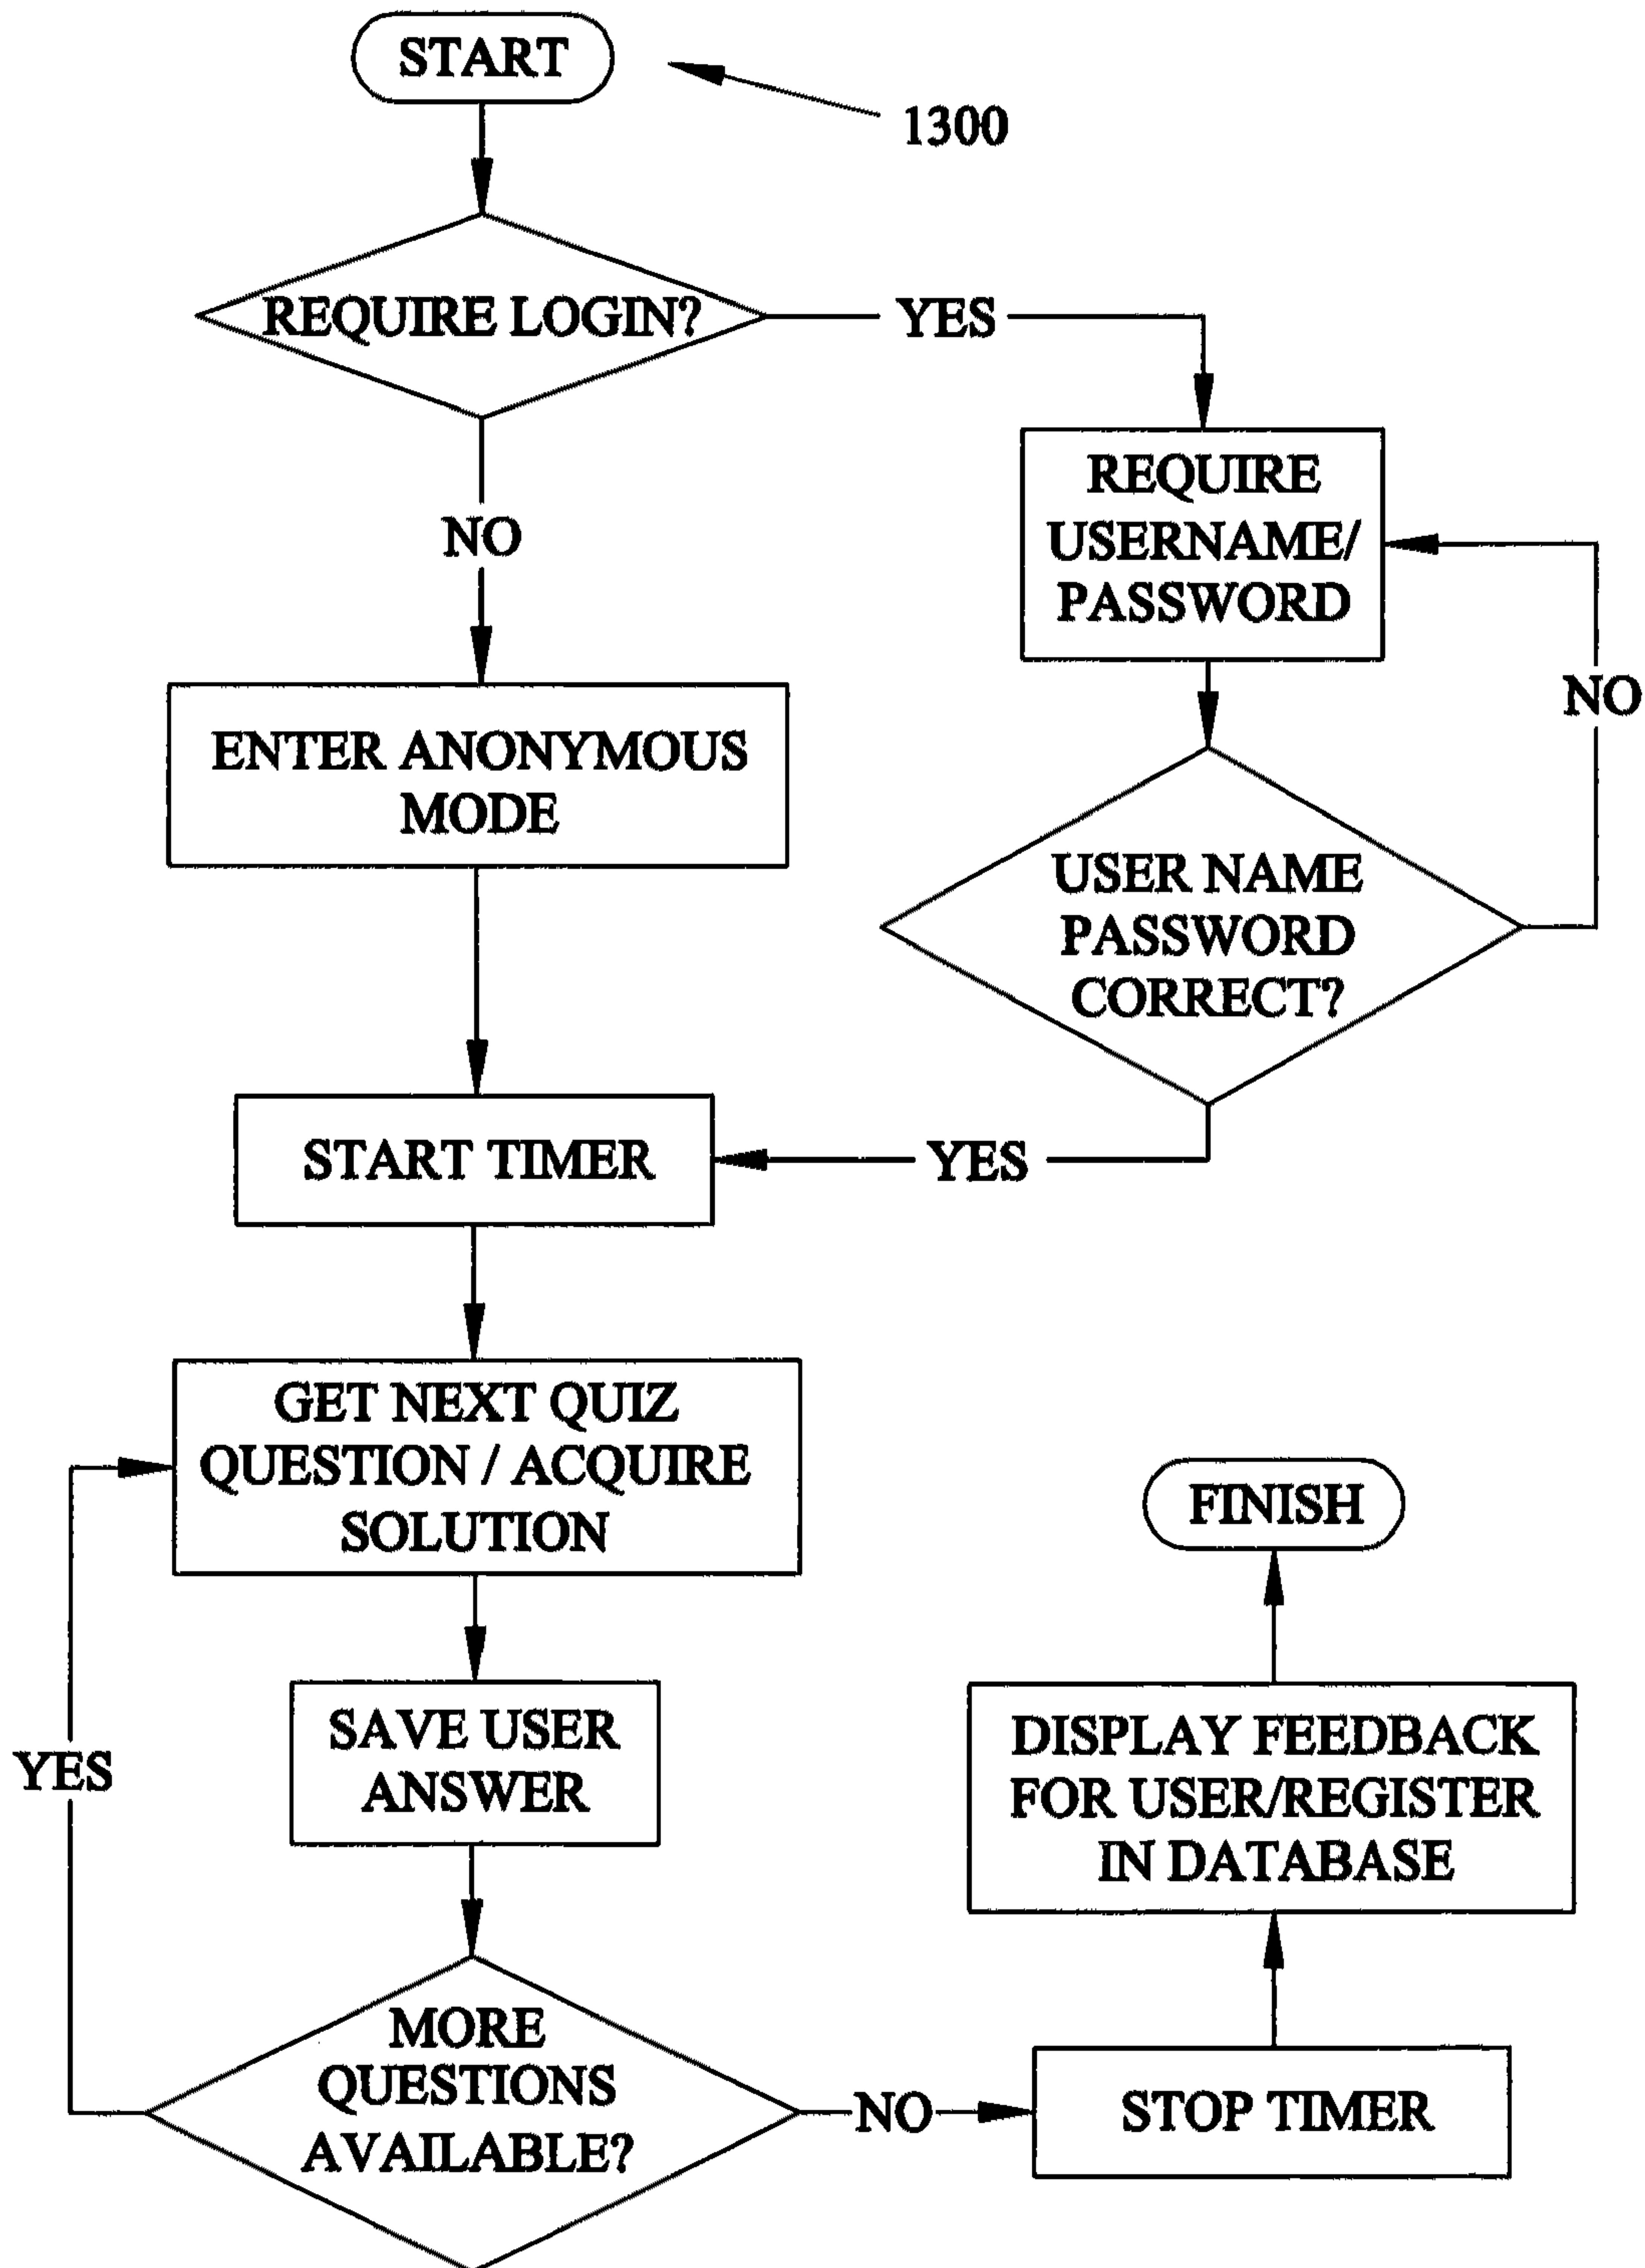 START
1300
REQUIRE LOGIN?
YES
REQUIRE
USERNAME/
PASSWORD
NO
NO
ENTER ANONYMOUS
MODE
USER NAME
PASSWORD
CORRECT?
START TIMER
YES
GET NEXT QUIZ
QUESTION / ACQUIRE
SOLUTION
FINISH
SAVE USER
ANSWER
YES
DISPLAY FEEDBACK
FOR USER/REGISTER
IN DATABASE
MORE
QUESTIONS
AVAILABLE?
NO
STOP TIMER